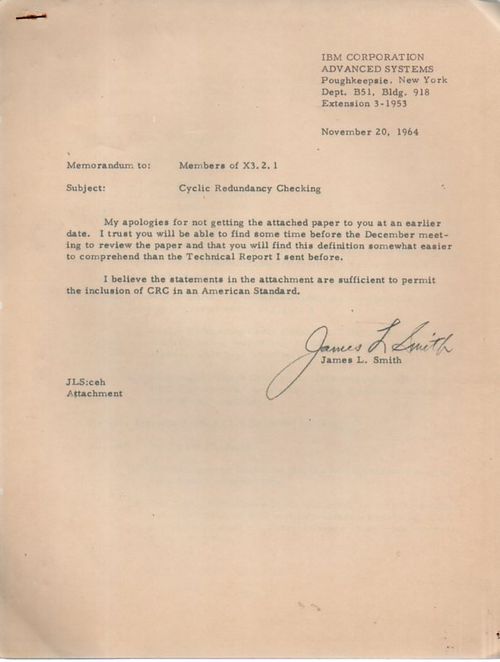 IBM CORPORATION
ADVANCED SYSTEMS
Poughkeepsie, New York
Dept. B51, Bldg. 918
Extension 3-1953
November 20, 1964
Memorandum to: Members of X3.2.1
Subject: Cyclic Redundancy Checking
My apologies for not getting the attached paper to you at an earlier
date. I trust you will be able to find some time before the December meet-
ing to review the paper and that you will find this definition somewhat easier
to comprehend than the Technical Report I sent before.
I believe the statements in the attachment are sufficient to permit
the inclusion of CRC in an American Standard.
James L Smith
James L. Smith
JLS:ceh
Attachment